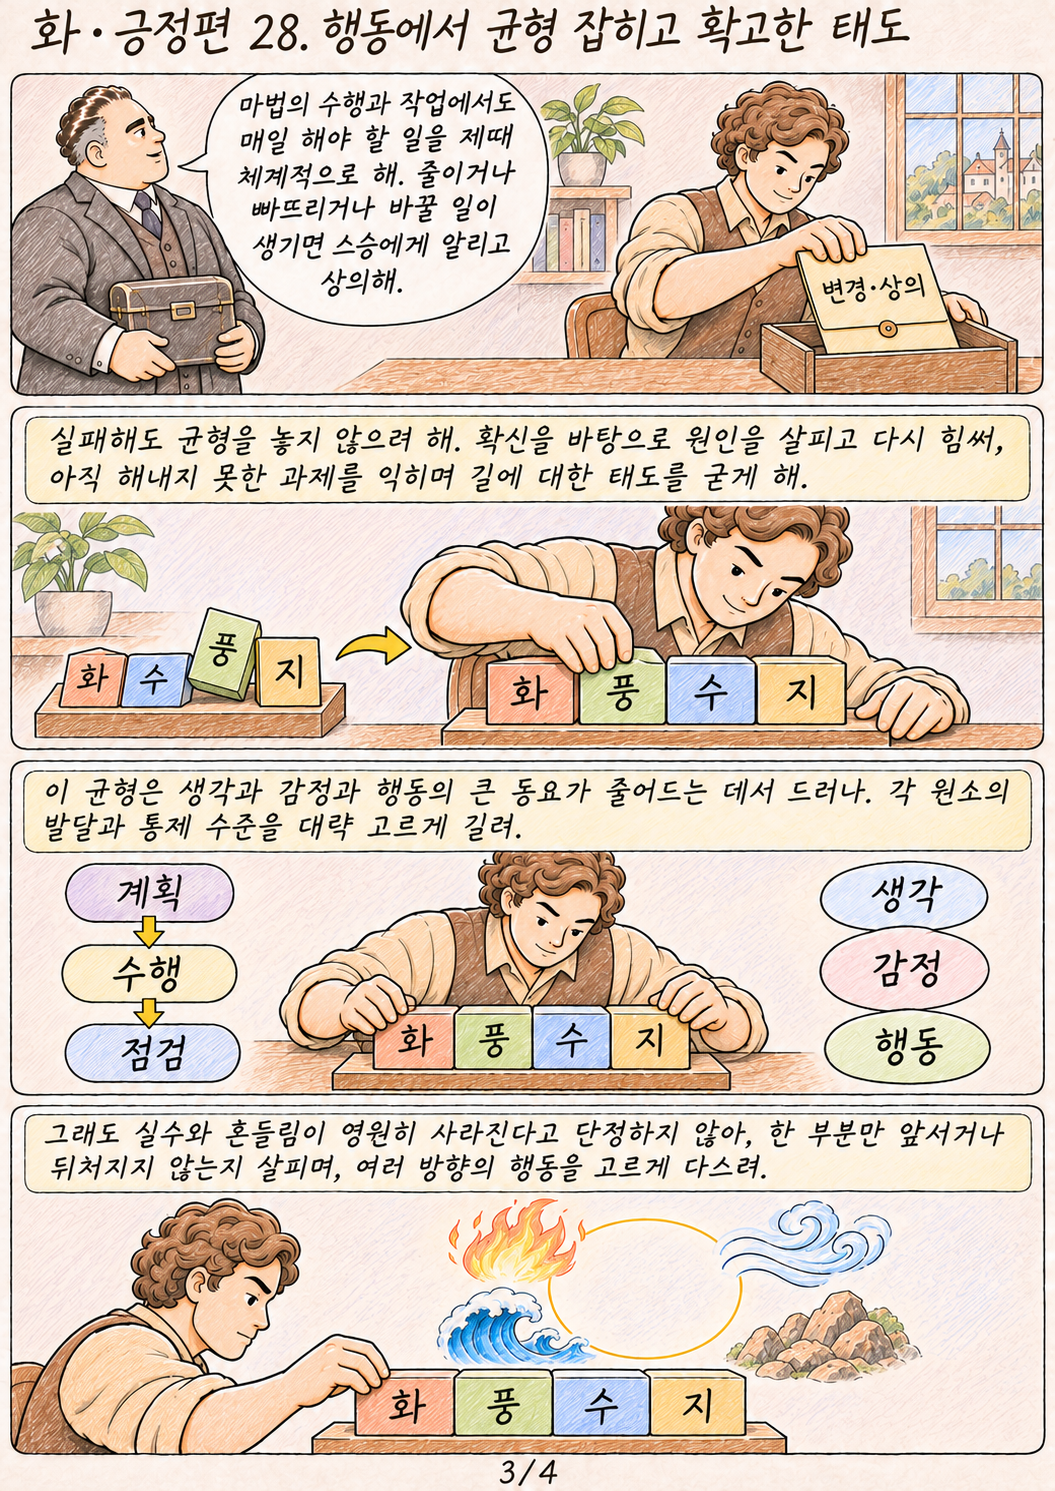 화·긍정편 28. 행동에서 균형 잡히고 확고한 태도
마법의 수행과 작업에서도
매일 해야 할 일을 제때
체계적으로 해. 줄이거나
빠뜨리거나 바꿀 일이
생기면 스승에게 알리고
상의해.
변경·상의
실패해도 균형을 놓지 않으려 해. 확신을 바탕으로 원인을 살피고 다시 힘써,
아직 해내지 못한 과제를 익히며 길에 대한 태도를 굳게 해.
화 수 풍 지
화 풍 수 지
이 균형은 생각과 감정과 행동의 큰 동요가 줄어드는 데서 드러나. 각 원소의
발달과 통제 수준을 대략 고르게 길려.
계획
수행
점검
화 풍 수 지
생각
감정
행동
그래도 실수와 흔들림이 영원히 사라진다고 단정하지 않아, 한 부분만 앞서거나
뒤처지지 않는지 살피며, 여러 방향의 행동을 고르게 다스려.
화 풍 수 지
3/4